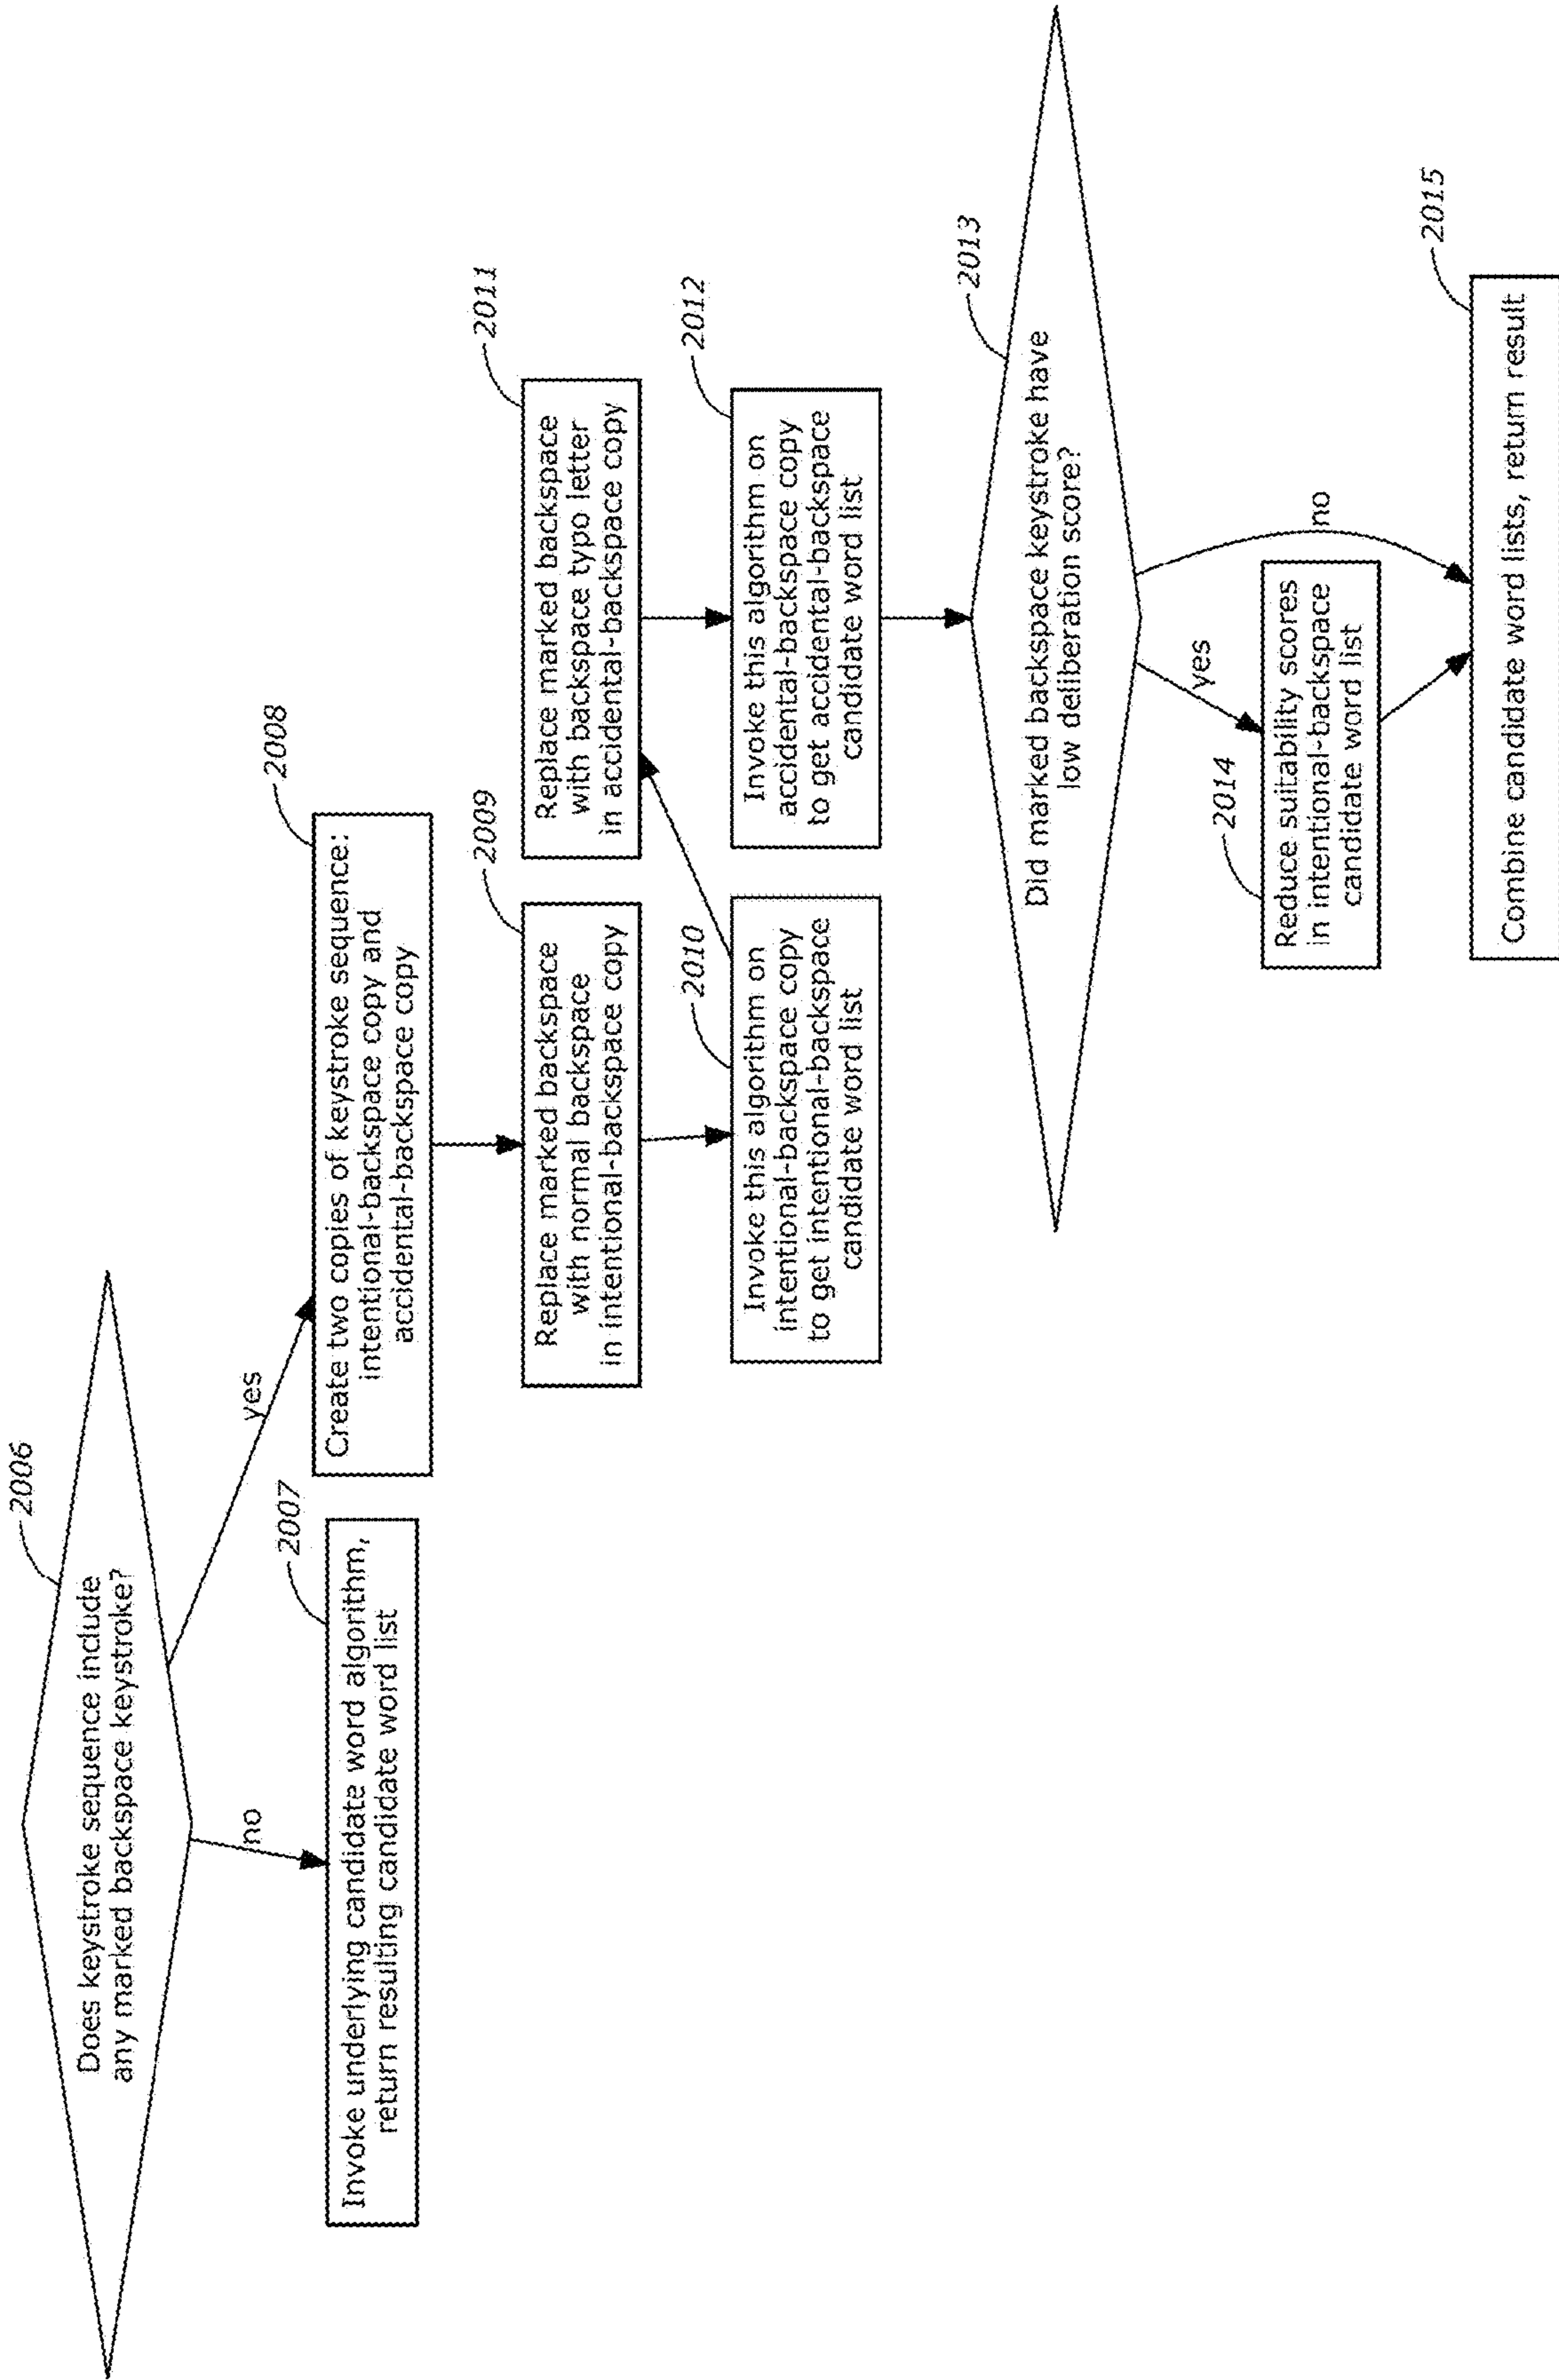 2006
Does keystroke sequence include
any marked backspace keystroke?
no
yes
2007
Invoke underlying candidate word algorithm,
return resulting candidate word list
2008
Create two copies of keystroke sequence:
intentional-backspace copy and
accidental-backspace copy
2009
Replace marked backspace
with normal backspace
in intentional-backspace copy
2010
Invoke this algorithm on
intentional-backspace copy
to get intentional-backspace
candidate word list
2011
Replace marked backspace
with backspace typo letter
in accidental-backspace copy
2012
Invoke this algorithm on
accidental-backspace copy
to get accidental-backspace
candidate word list
2013
Did marked backspace keystroke have
low deliberation score?
yes
no
2014
Reduce suitability scores
in intentional-backspace
candidate word list
2015
Combine candidate word lists, return result